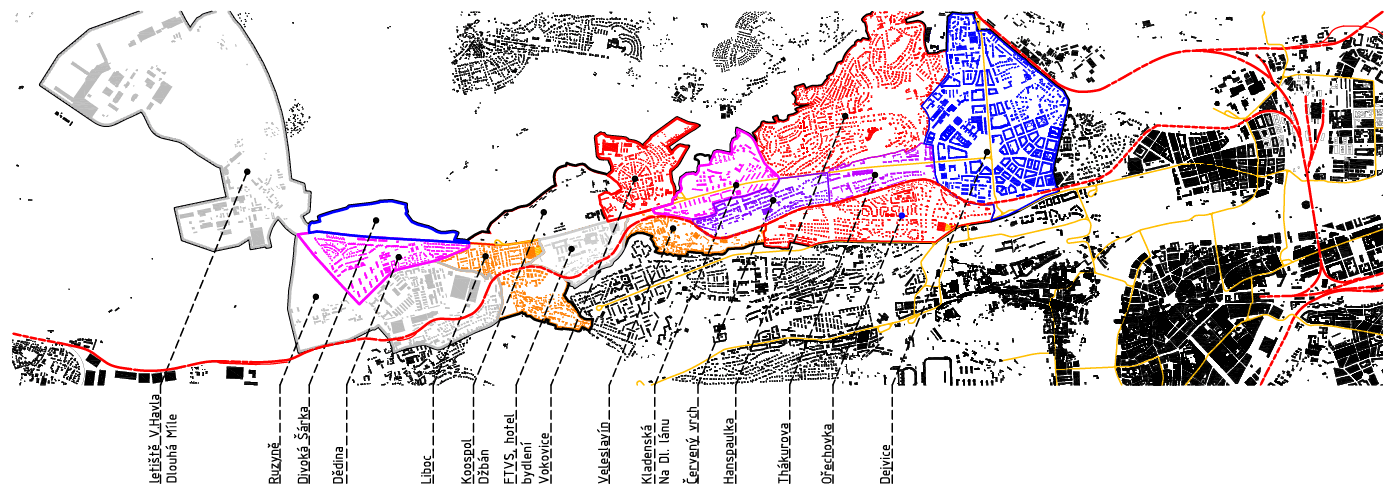 letiště V.Havla
Dlouhá Míle
Ruzyně
Divoká Šárka
Dědina
Liboc
Koospol
Džbán
FTVS, hotel
bydlení
Vokovice
Veleslavín
Kladenská
Na Dl. lánu
Červený vrch
Hanspaulka
Thákurova
Ořechovka
Dejvice